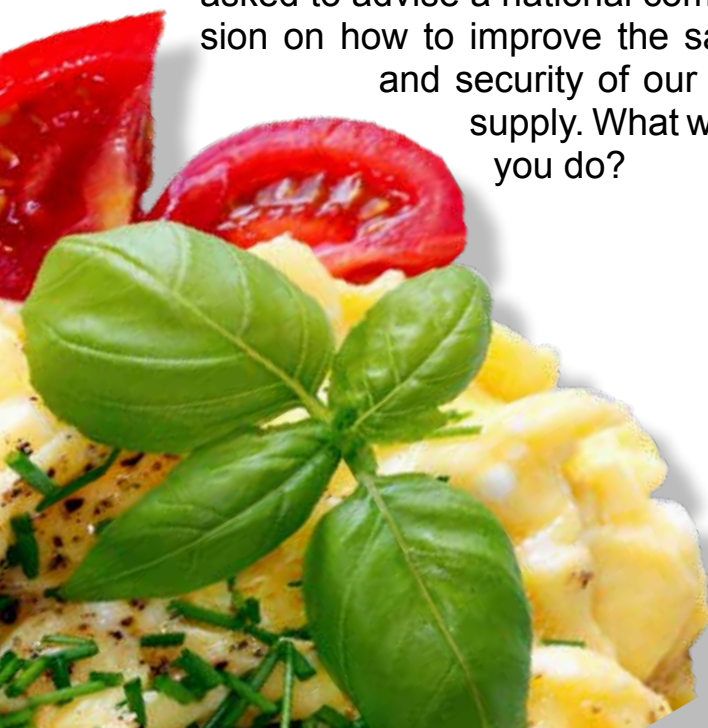 asked to advise a national com
sion on how to improve the sa
and security of our
supply. What w
you do?